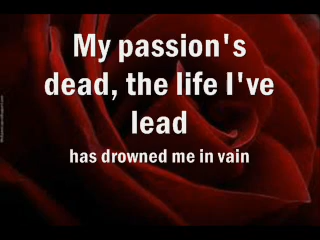 My passion's
dead, the life I've
lead
has drowned me in vain